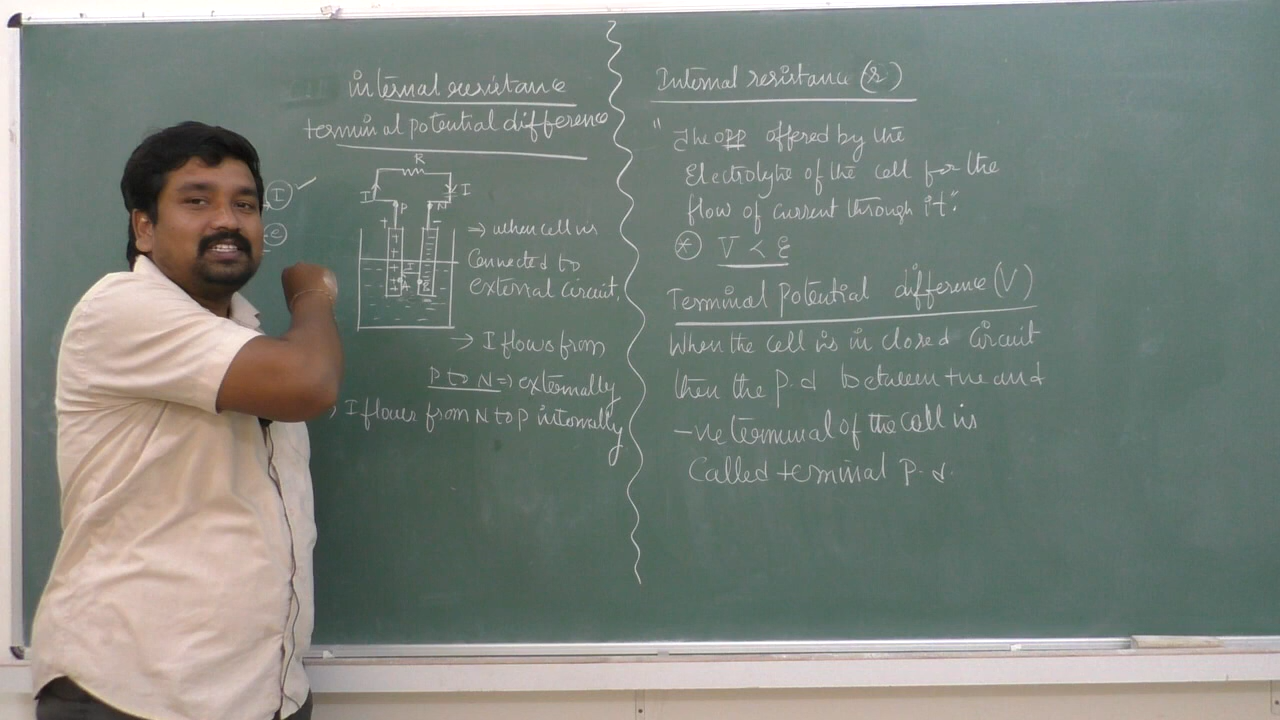 internal resistance
terminal potential difference
R
I
I
P
N
+
-
I
A
B
I
e
→ when cell is
Connected to
external circuit.
→ I flows from
P to N ⇒ externally
I flows from N to P internally
Internal resistance (r)
" The opp offered by the
Electrolyte of the cell for the
flow of current through it".
* V < ε
Terminal Potential difference (V)
When the cell is in closed circuit
then the P.d between +ve and
-ve terminal of the cell is
Called terminal P.d.